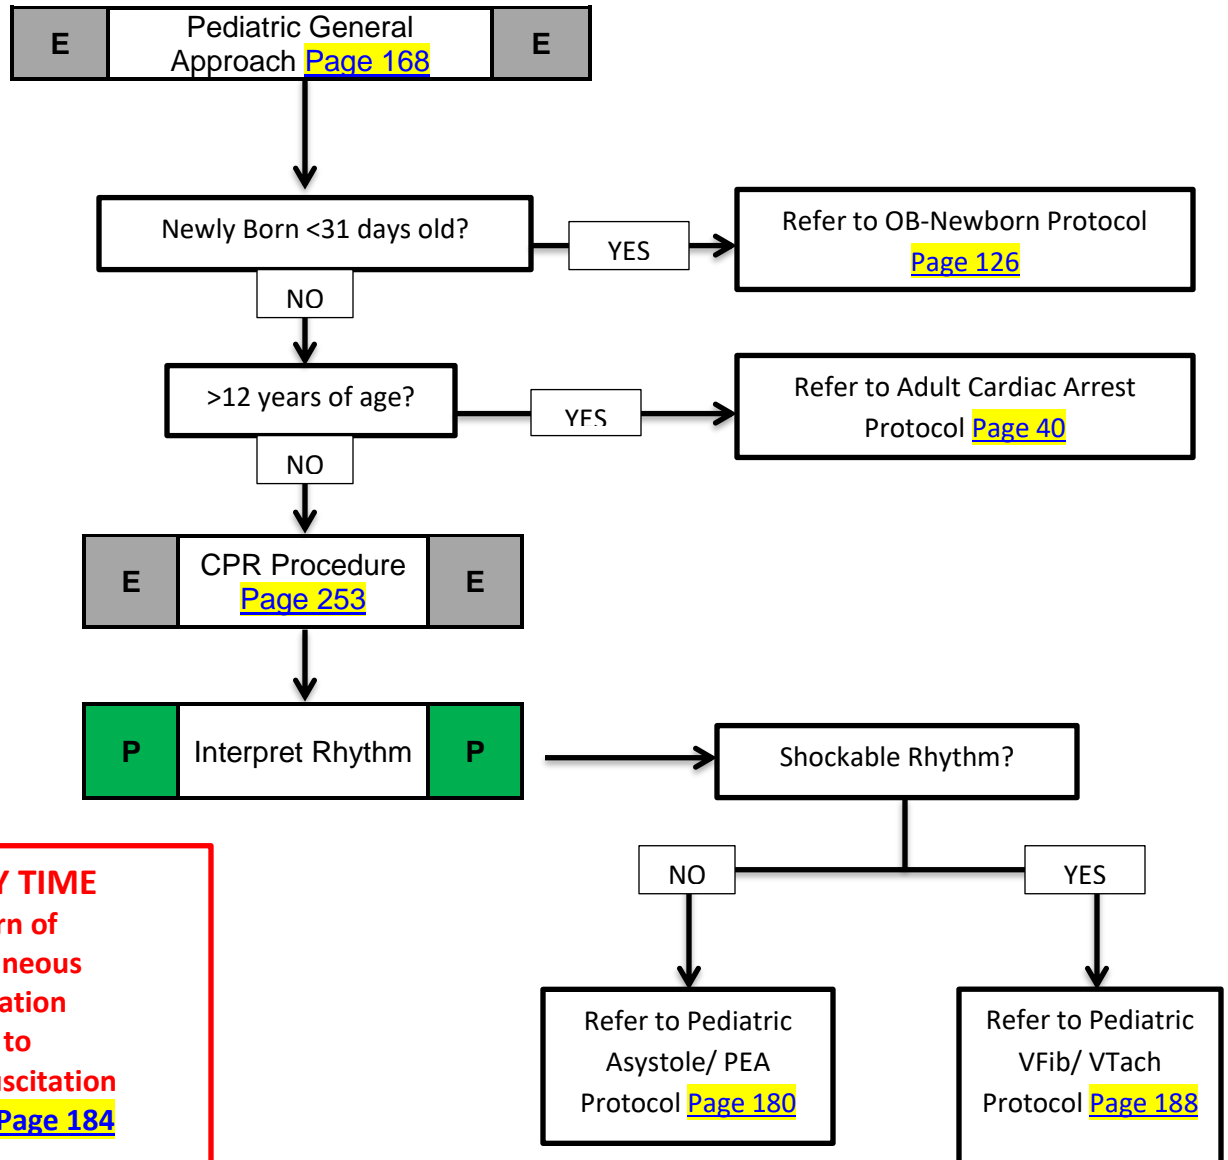 E
Pediatric General
Approach Page 168
E
Newly Born <31 days old?
YES
Refer to OB-Newborn Protocol
Page 126
NO
>12 years of age?
YES
Refer to Adult Cardiac Arrest
Protocol Page 40
NO
E
CPR Procedure
Page 253
E
P
Interpret Rhythm
P
Shockable Rhythm?
NO
YES
Refer to Pediatric
Asystole/ PEA
Protocol Page 180
Refer to Pediatric
VFib/ VTach
Protocol Page 188
Y TIME
rn of
neous
ation
to
uscitation
Page 184